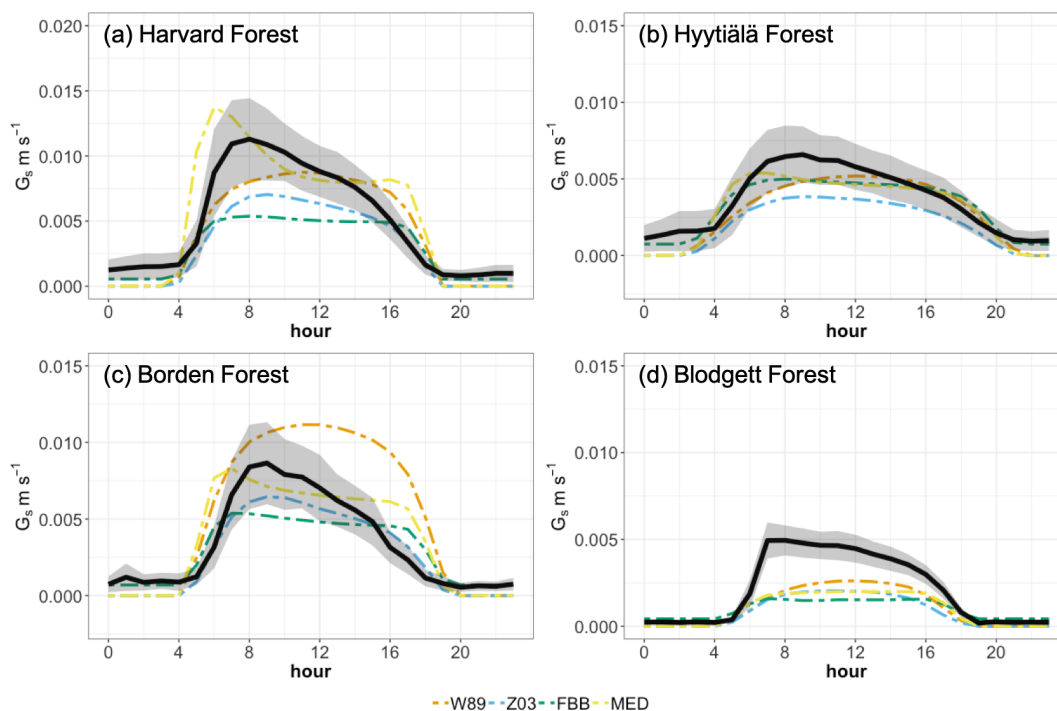 (a) Harvard Forest
0.020
0.015
0.010
0.005
0.000
Gs m s⁻¹
0 4 8 12 16 20
hour
(b) Hyytiälä Forest
0.015
0.010
0.005
0.000
Gs m s⁻¹
0 4 8 12 16 20
hour
(c) Borden Forest
0.015
0.010
0.005
0.000
Gs m s⁻¹
0 4 8 12 16 20
hour
(d) Blodgett Forest
0.015
0.010
0.005
0.000
Gs m s⁻¹
0 4 8 12 16 20
hour
W89 Z03 FBB MED